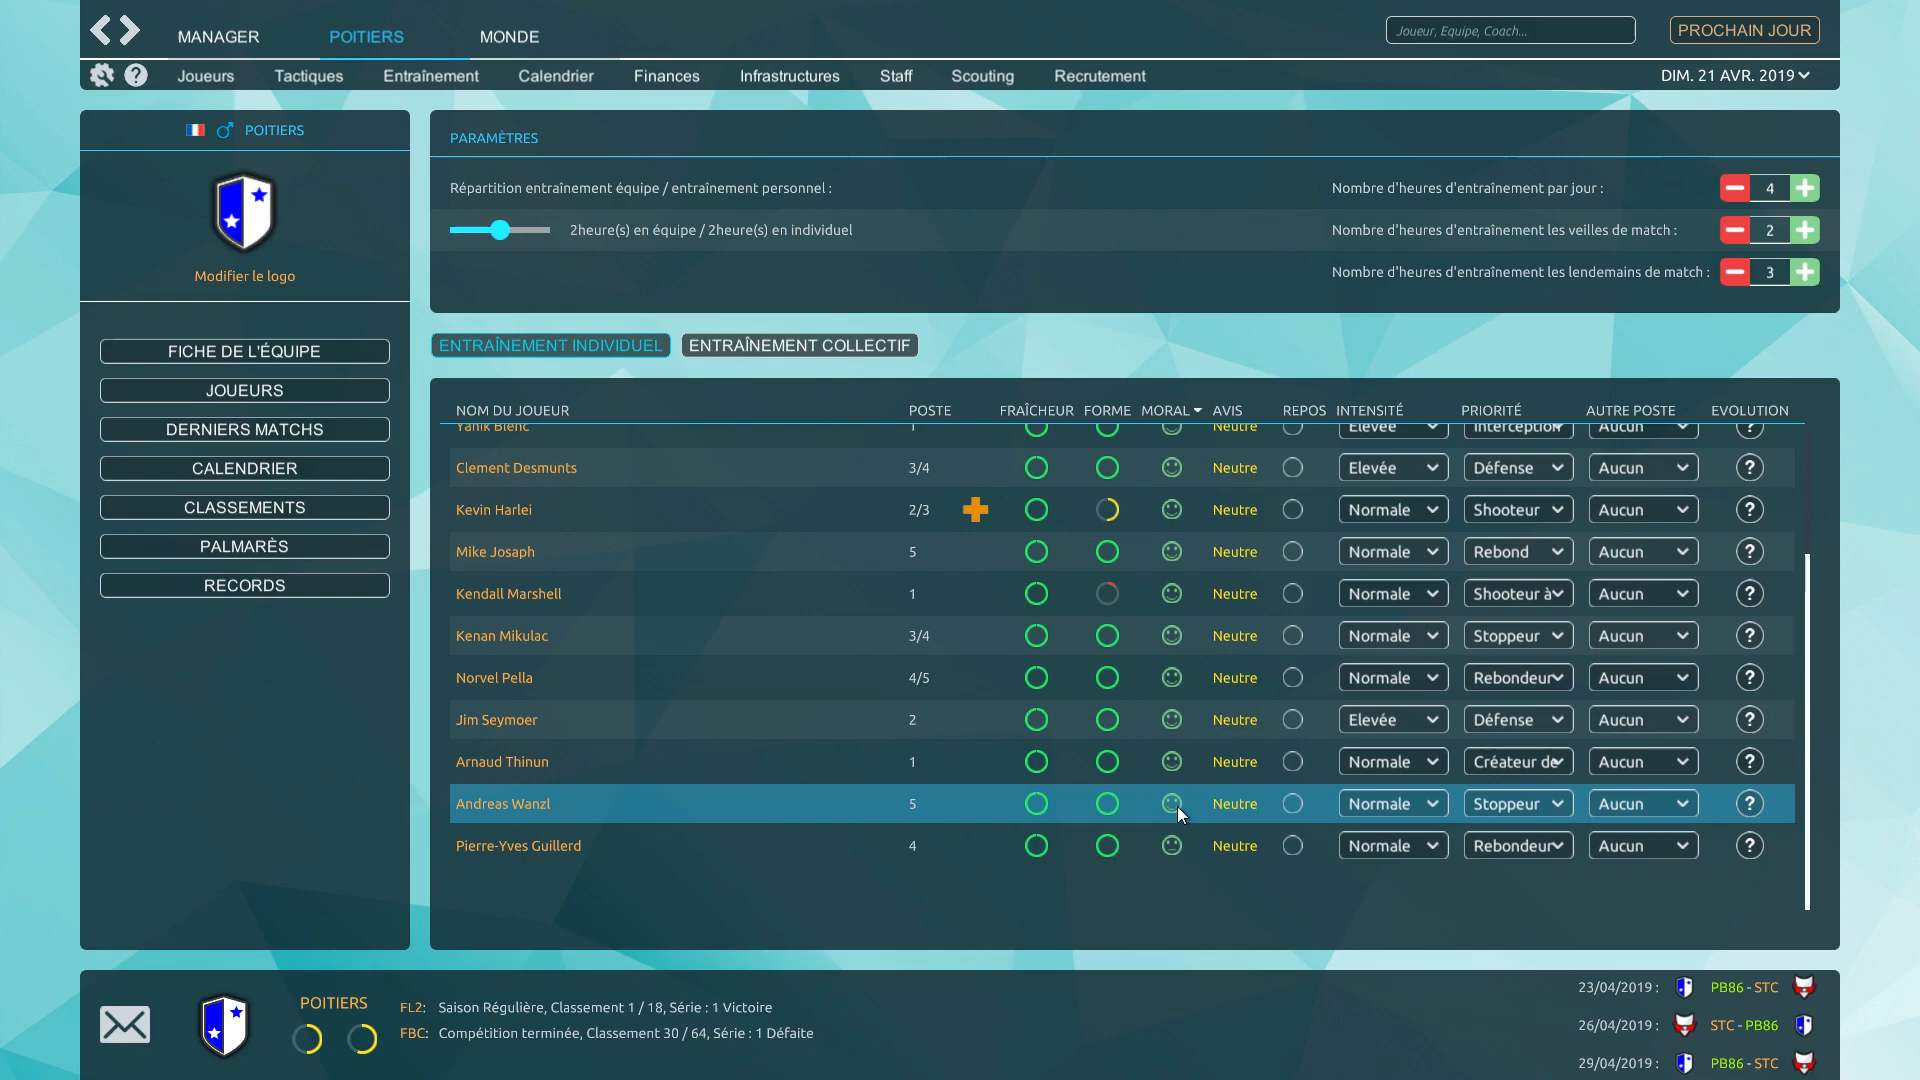 MANAGER POITIERS MONDE Joueur, Equipe, Coach... PROCHAIN JOUR
? Joueurs Tactiques Entraînement Calendrier Finances Infrastructures Staff Scouting Recrutement DIM. 21 AVR. 2019
POITIERS
Modifier le logo
FICHE DE L'ÉQUIPE
JOUEURS
DERNIERS MATCHS
CALENDRIER
CLASSEMENTS
PALMARÈS
RECORDS
PARAMÈTRES
Répartition entraînement équipe / entraînement personnel : Nombre d'heures d'entraînement par jour : 4
2heure(s) en équipe / 2heure(s) en individuel Nombre d'heures d'entraînement les veilles de match : 2
Nombre d'heures d'entraînement les lendemains de match : 3
ENTRAÎNEMENT INDIVIDUEL ENTRAÎNEMENT COLLECTIF
NOM DU JOUEUR POSTE FRAÎCHEUR FORME MORAL AVIS REPOS INTENSITÉ PRIORITÉ AUTRE POSTE EVOLUTION
Yanik Blenc 1 Neutre Elevée Interception Aucun ?
Clement Desmunts 3/4 Neutre Elevée Défense Aucun ?
Kevin Harlei 2/3 Neutre Normale Shooteur Aucun ?
Mike Josaph 5 Neutre Normale Rebond Aucun ?
Kendall Marshell 1 Neutre Normale Shooteur à Aucun ?
Kenan Mikulac 3/4 Neutre Normale Stoppeur Aucun ?
Norvel Pella 4/5 Neutre Normale Rebondeur Aucun ?
Jim Seymoer 2 Neutre Elevée Défense Aucun ?
Arnaud Thinun 1 Neutre Normale Créateur de Aucun ?
Andreas Wanzl 5 Neutre Normale Stoppeur Aucun ?
Pierre-Yves Guillerd 4 Neutre Normale Rebondeur Aucun ?
POITIERS
FL2: Saison Régulière, Classement 1 / 18, Série : 1 Victoire
FBC: Compétition terminée, Classement 30 / 64, Série : 1 Défaite
23/04/2019 : PB86 - STC
26/04/2019 : STC - PB86
29/04/2019 : PB86 - STC